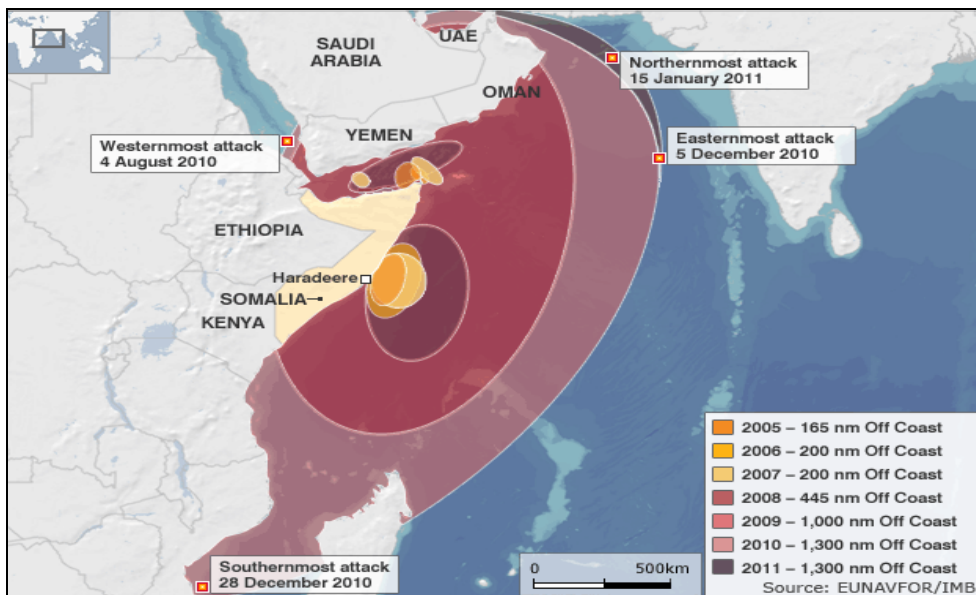 SAUDI
ARABIA
UAE
Northernmost attack
15 January 2011
OMAN
Westernmost attack
4 August 2010
YEMEN
Easternmost attack
5 December 2010
ETHIOPIA
Haradeere
SOMALIA
KENYA
2005 – 165 nm Off Coast
2006 – 200 nm Off Coast
2007 – 200 nm Off Coast
2008 – 445 nm Off Coast
2009 – 1,000 nm Off Coast
2010 – 1,300 nm Off Coast
2011 – 1,300 nm Off Coast
Southernmost attack
28 December 2010
0 500km
Source: EUNAVFOR/IMB